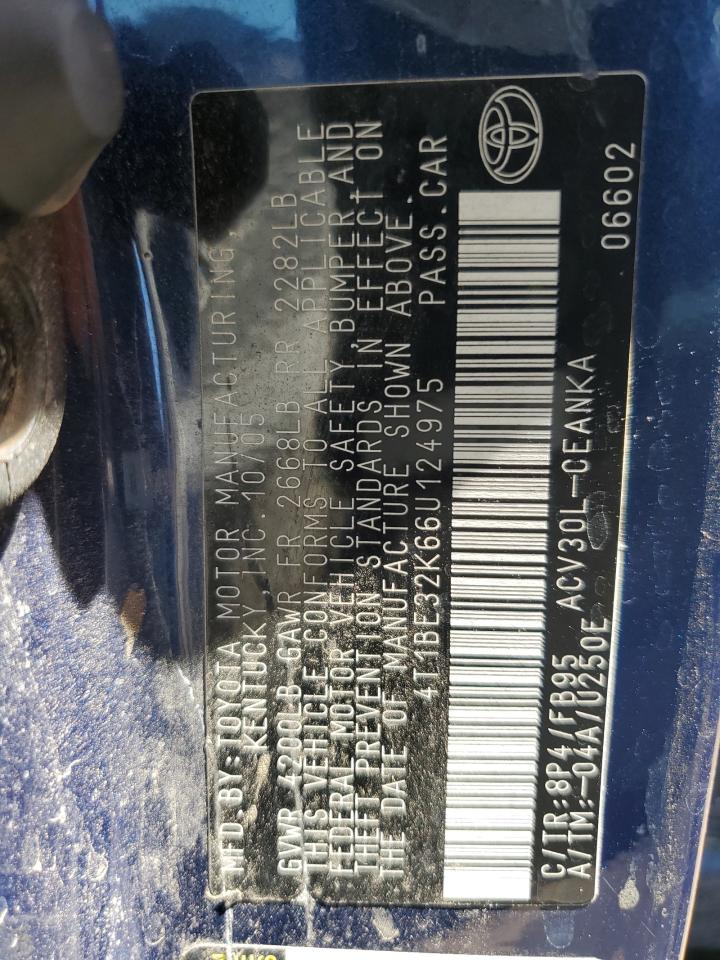 MFD BY:TOYOTA MOTOR MANUFACTURING,
KENTUCKY INC. 10/05
GVWR 4200LB GAWR FR 2668LB RR 2282LB
THIS VEHICLE CONFORMS TO ALL APPLICABLE
FEDERAL MOTOR VEHICLE SAFETY, BUMPER AND
THEFT PREVENTION STANDARDS IN EFFECT ON
THE DATE OF MANUFACTURE SHOWN ABOVE.
4T1BE32K66U124975 PASS.CAR
C/TR:8P4/FB95 ACV30L-CEANKA
A/TM:-04A/U250E 06602